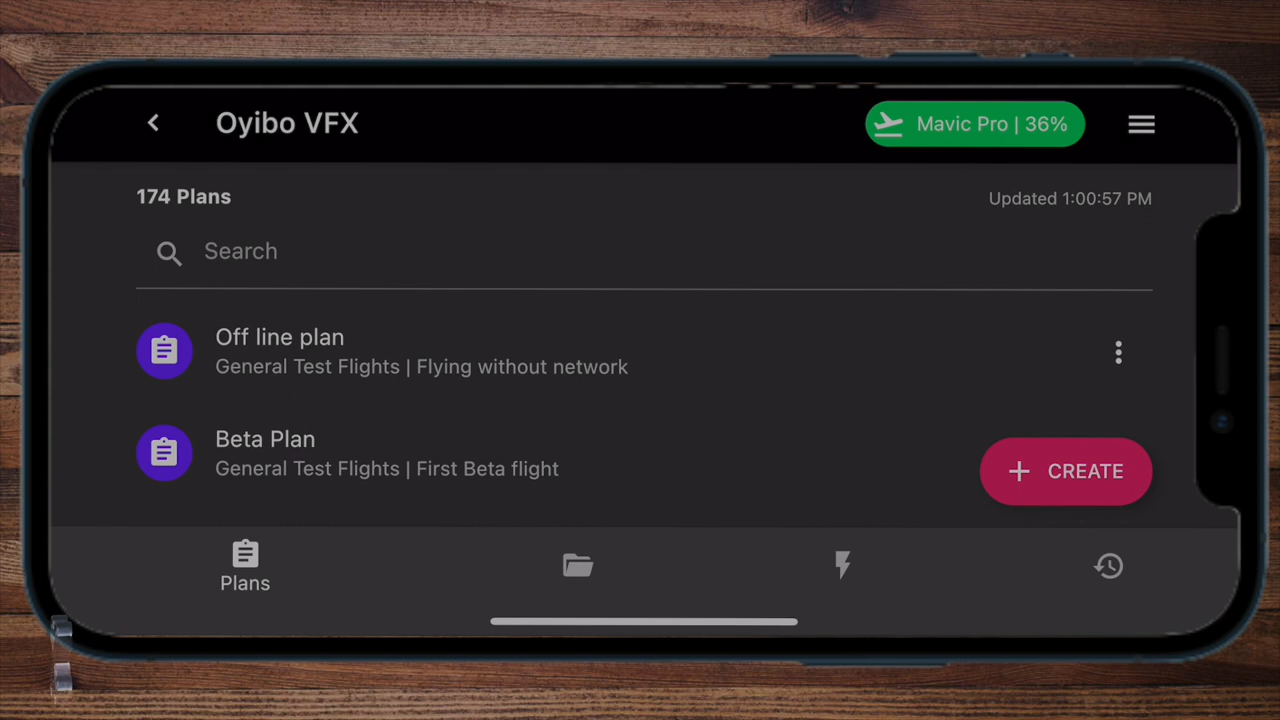 Oyibo VFX
Mavic Pro | 36%
174 Plans
Updated 1:00:57 PM
Search
Off line plan
General Test Flights | Flying without network
Beta Plan
General Test Flights | First Beta flight
+ CREATE
Plans